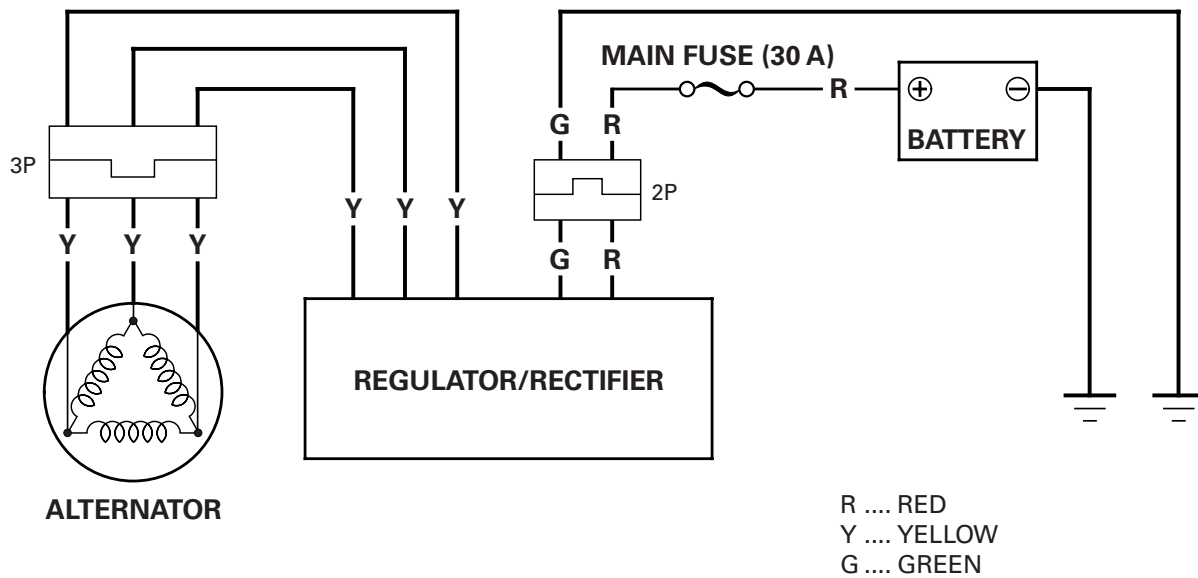 MAIN FUSE (30 A)
R
+ −
BATTERY
G R
3P
2P
Y Y Y
Y Y Y
G R
REGULATOR/RECTIFIER
ALTERNATOR
R .... RED
Y .... YELLOW
G .... GREEN